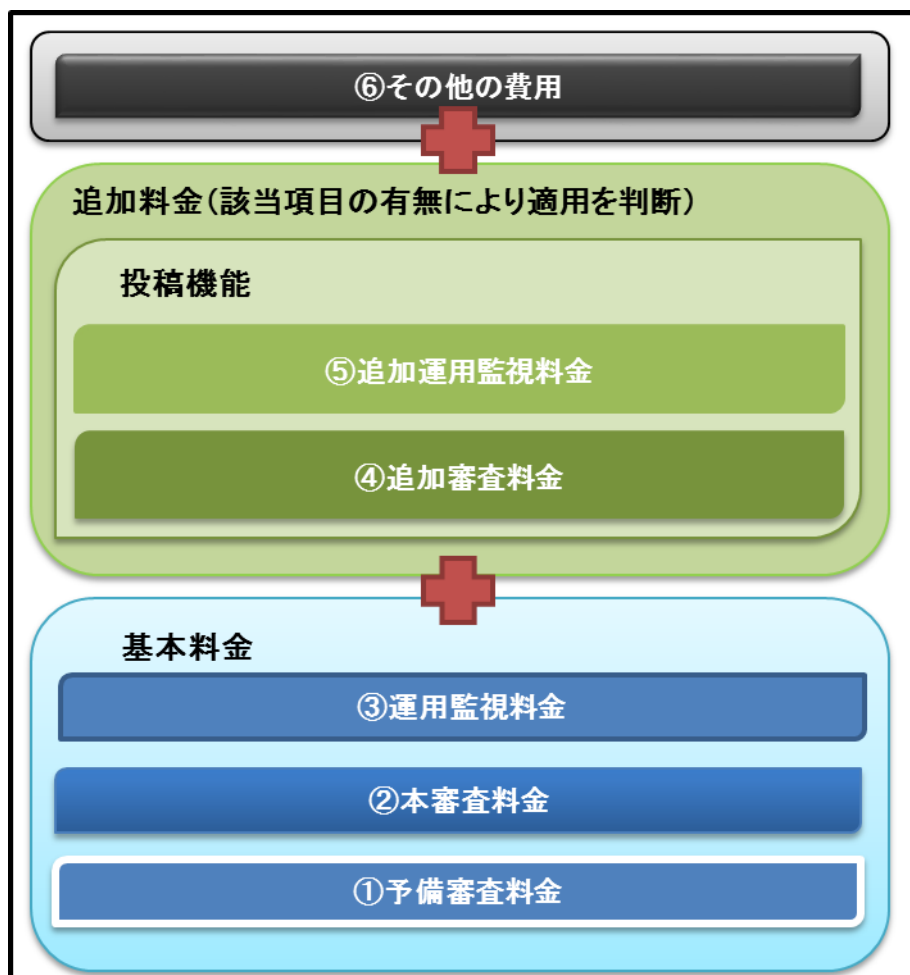 ⑥その他の費用
追加料金(該当項目の有無により適用を判断)
投稿機能
⑤追加運用監視料金
④追加審査料金
基本料金
③運用監視料金
②本審査料金
①予備審査料金